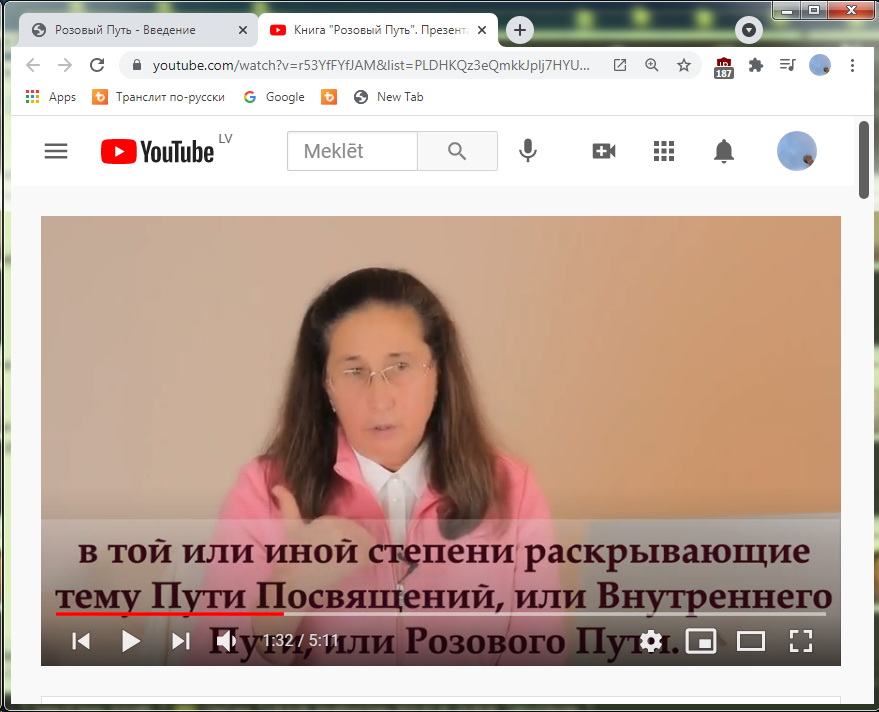 Розовый Путь - Введение
Книга "Розовый Путь". Презента
youtube.com/watch?v=r53YfFYfJAM&list=PLDHKQz3eQmkkJpIj7HYU...
187
Apps
Транслит по-русски
Google
New Tab
YouTube LV
Meklēt
в той или иной степени раскрывающие
тему Пути Посвящений, или Внутреннего
Пути, или Розового Пути.
1:32 / 5:11